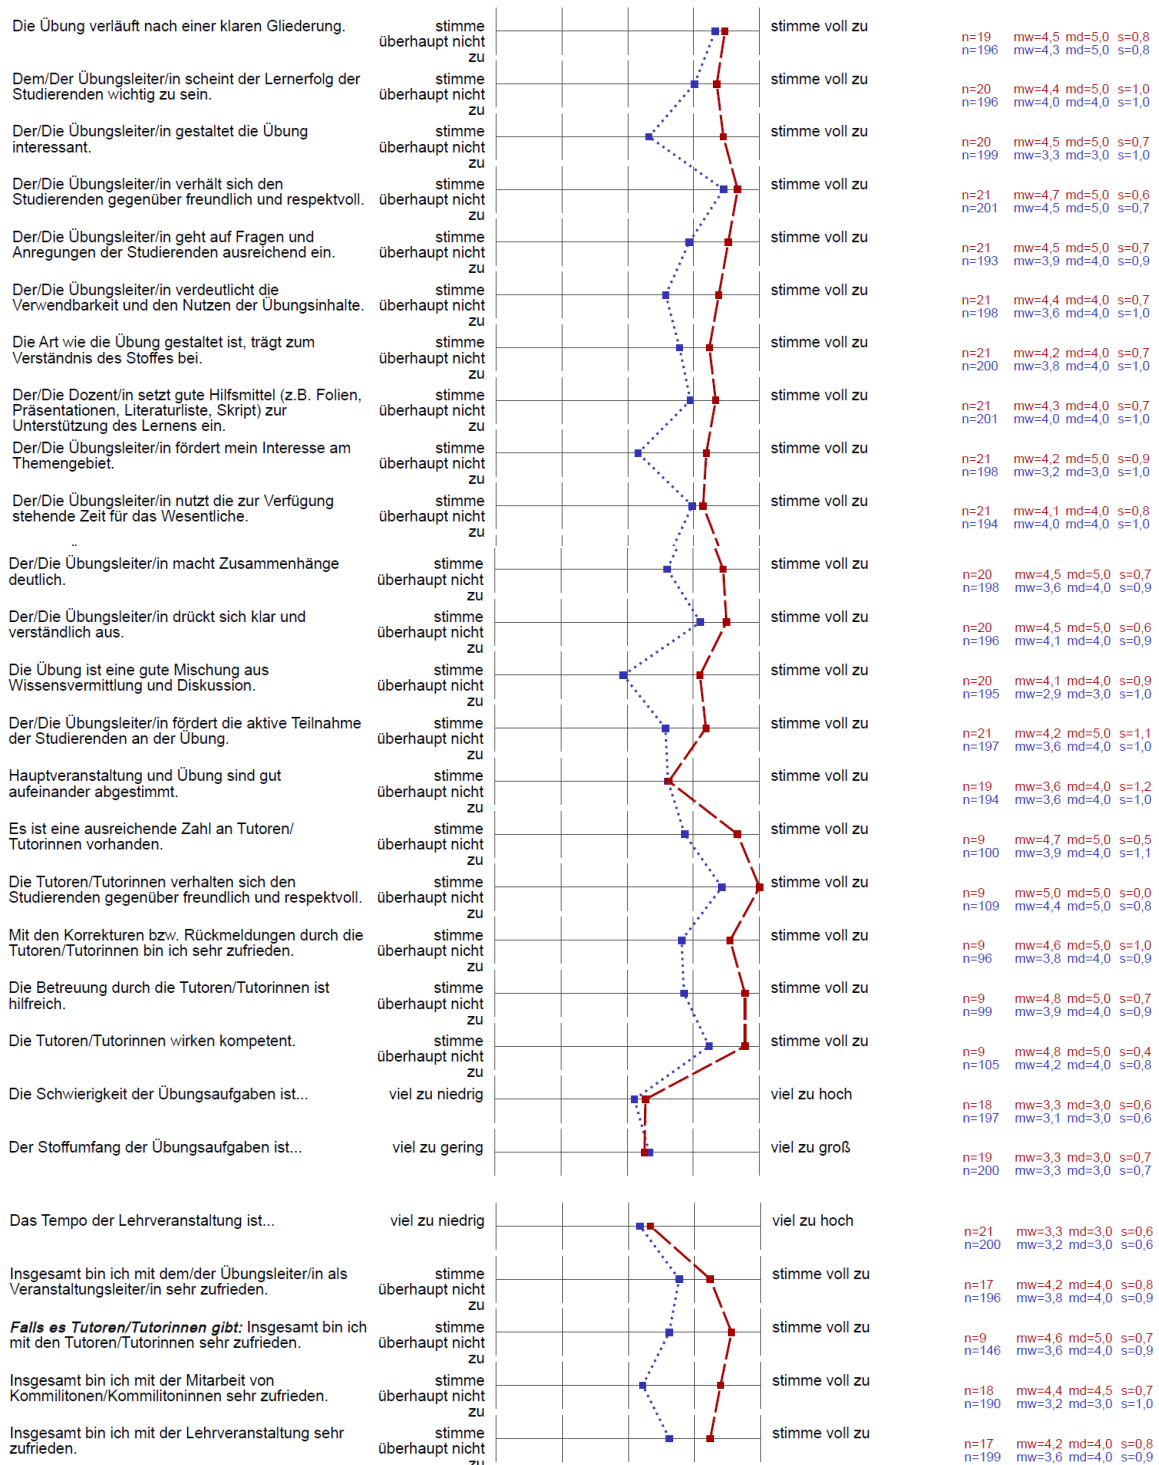 Die Übung verläuft nach einer klaren Gliederung.
stimme
überhaupt nicht
zu
stimme voll zu
n=19 mw=4,5 md=5,0 s=0,8
n=196 mw=4,3 md=5,0 s=0,8
Dem/Der Übungsleiter/in scheint der Lernerfolg der
Studierenden wichtig zu sein.
stimme
überhaupt nicht
zu
stimme voll zu
n=20 mw=4,4 md=5,0 s=1,0
n=196 mw=4,0 md=4,0 s=1,0
Der/Die Übungsleiter/in gestaltet die Übung
interessant.
stimme
überhaupt nicht
zu
stimme voll zu
n=20 mw=4,5 md=5,0 s=0,7
n=199 mw=3,3 md=3,0 s=1,0
Der/Die Übungsleiter/in verhält sich den
Studierenden gegenüber freundlich und respektvoll.
stimme
überhaupt nicht
zu
stimme voll zu
n=21 mw=4,7 md=5,0 s=0,6
n=201 mw=4,5 md=5,0 s=0,7
Der/Die Übungsleiter/in geht auf Fragen und
Anregungen der Studierenden ausreichend ein.
stimme
überhaupt nicht
zu
stimme voll zu
n=21 mw=4,5 md=5,0 s=0,7
n=193 mw=3,9 md=4,0 s=0,9
Der/Die Übungsleiter/in verdeutlicht die
Verwendbarkeit und den Nutzen der Übungsinhalte.
stimme
überhaupt nicht
zu
stimme voll zu
n=21 mw=4,4 md=4,0 s=0,7
n=198 mw=3,6 md=4,0 s=1,0
Die Art wie die Übung gestaltet ist, trägt zum
Verständnis des Stoffes bei.
stimme
überhaupt nicht
zu
stimme voll zu
n=21 mw=4,2 md=4,0 s=0,7
n=200 mw=3,8 md=4,0 s=1,0
Der/Die Dozent/in setzt gute Hilfsmittel (z.B. Folien,
Präsentationen, Literaturliste, Skript) zur
Unterstützung des Lernens ein.
stimme
überhaupt nicht
zu
stimme voll zu
n=21 mw=4,3 md=4,0 s=0,7
n=201 mw=4,0 md=4,0 s=1,0
Der/Die Übungsleiter/in fördert mein Interesse am
Themengebiet.
stimme
überhaupt nicht
zu
stimme voll zu
n=21 mw=4,2 md=5,0 s=0,9
n=198 mw=3,2 md=3,0 s=1,0
Der/Die Übungsleiter/in nutzt die zur Verfügung
stehende Zeit für das Wesentliche.
stimme
überhaupt nicht
zu
stimme voll zu
n=21 mw=4,1 md=4,0 s=0,8
n=194 mw=4,0 md=4,0 s=1,0
Der/Die Übungsleiter/in macht Zusammenhänge
deutlich.
stimme
überhaupt nicht
zu
stimme voll zu
n=20 mw=4,5 md=5,0 s=0,7
n=198 mw=3,6 md=4,0 s=0,9
Der/Die Übungsleiter/in drückt sich klar und
verständlich aus.
stimme
überhaupt nicht
zu
stimme voll zu
n=20 mw=4,5 md=5,0 s=0,6
n=196 mw=4,1 md=4,0 s=0,9
Die Übung ist eine gute Mischung aus
Wissensvermittlung und Diskussion.
stimme
überhaupt nicht
zu
stimme voll zu
n=20 mw=4,1 md=4,0 s=0,9
n=195 mw=2,9 md=3,0 s=1,0
Der/Die Übungsleiter/in fördert die aktive Teilnahme
der Studierenden an der Übung.
stimme
überhaupt nicht
zu
stimme voll zu
n=21 mw=4,2 md=5,0 s=1,1
n=197 mw=3,6 md=4,0 s=1,0
Hauptveranstaltung und Übung sind gut
aufeinander abgestimmt.
stimme
überhaupt nicht
zu
stimme voll zu
n=19 mw=3,6 md=4,0 s=1,2
n=194 mw=3,6 md=4,0 s=1,0
Es ist eine ausreichende Zahl an Tutoren/
Tutorinnen vorhanden.
stimme
überhaupt nicht
zu
stimme voll zu
n=9 mw=4,7 md=5,0 s=0,5
n=100 mw=3,9 md=4,0 s=1,1
Die Tutoren/Tutorinnen verhalten sich den
Studierenden gegenüber freundlich und respektvoll.
stimme
überhaupt nicht
zu
stimme voll zu
n=9 mw=5,0 md=5,0 s=0,0
n=109 mw=4,4 md=5,0 s=0,8
Mit den Korrekturen bzw. Rückmeldungen durch die
Tutoren/Tutorinnen bin ich sehr zufrieden.
stimme
überhaupt nicht
zu
stimme voll zu
n=9 mw=4,6 md=5,0 s=1,0
n=96 mw=3,8 md=4,0 s=0,9
Die Betreuung durch die Tutoren/Tutorinnen ist
hilfreich.
stimme
überhaupt nicht
zu
stimme voll zu
n=9 mw=4,8 md=5,0 s=0,7
n=99 mw=3,9 md=4,0 s=0,9
Die Tutoren/Tutorinnen wirken kompetent.
stimme
überhaupt nicht
zu
stimme voll zu
n=9 mw=4,8 md=5,0 s=0,4
n=105 mw=4,2 md=4,0 s=0,8
Die Schwierigkeit der Übungsaufgaben ist...
viel zu niedrig
viel zu hoch
n=18 mw=3,3 md=3,0 s=0,6
n=197 mw=3,1 md=3,0 s=0,6
Der Stoffumfang der Übungsaufgaben ist...
viel zu gering
viel zu groß
n=19 mw=3,3 md=3,0 s=0,7
n=200 mw=3,3 md=3,0 s=0,7
Das Tempo der Lehrveranstaltung ist...
viel zu niedrig
viel zu hoch
n=21 mw=3,3 md=3,0 s=0,6
n=200 mw=3,2 md=3,0 s=0,6
Insgesamt bin ich mit dem/der Übungsleiter/in als
Veranstaltungsleiter/in sehr zufrieden.
stimme
überhaupt nicht
zu
stimme voll zu
n=17 mw=4,2 md=4,0 s=0,8
n=196 mw=3,8 md=4,0 s=0,9
Falls es Tutoren/Tutorinnen gibt: Insgesamt bin ich
mit den Tutoren/Tutorinnen sehr zufrieden.
stimme
überhaupt nicht
zu
stimme voll zu
n=9 mw=4,6 md=5,0 s=0,7
n=146 mw=3,6 md=4,0 s=0,9
Insgesamt bin ich mit der Mitarbeit von
Kommilitonen/Kommilitoninnen sehr zufrieden.
stimme
überhaupt nicht
zu
stimme voll zu
n=18 mw=4,4 md=4,5 s=0,7
n=190 mw=3,2 md=3,0 s=1,0
Insgesamt bin ich mit der Lehrveranstaltung sehr
zufrieden.
stimme
überhaupt nicht
zu
stimme voll zu
n=17 mw=4,2 md=4,0 s=0,8
n=199 mw=3,6 md=4,0 s=0,9